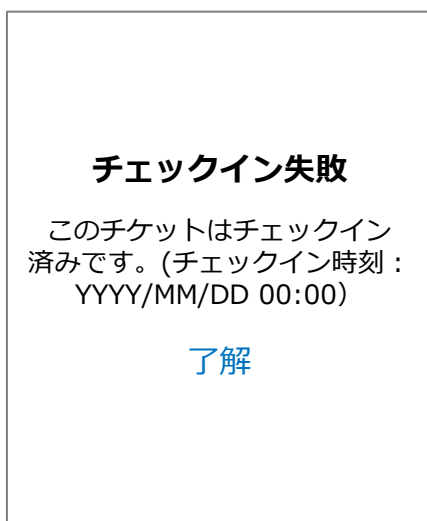 チェックイン失敗
このチケットはチェックイン
済みです。(チェックイン時刻：
YYYY/MM/DD 00:00）
了解